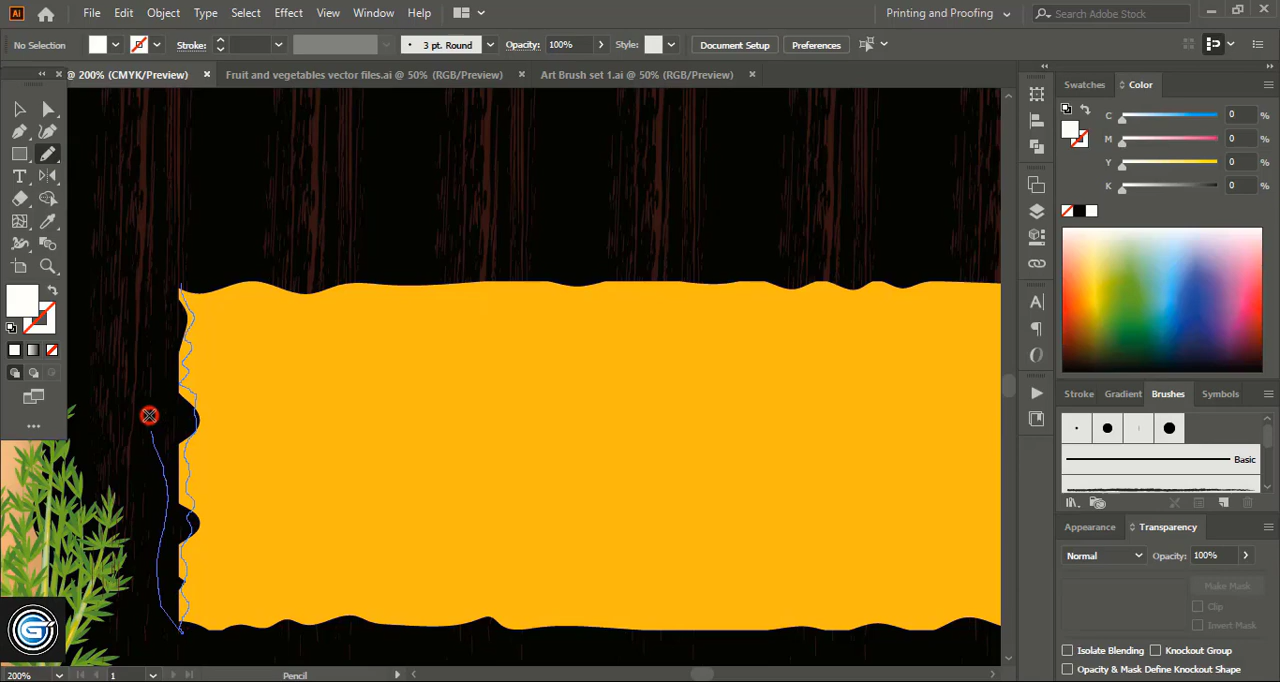 Ai File Edit Object Type Select Effect View Window Help Printing and Proofing Search Adobe Stock
No Selection Stroke: 3 pt. Round Opacity: 100% Style: Document Setup Preferences
@ 200% (CMYK/Preview) × Fruit and vegetables vector files.ai @ 50% (RGB/Preview) × Art Brush set 1.ai @ 50% (RGB/Preview) ×
Swatches Color
C 0 %
M 0 %
Y 0 %
K 0 %
Stroke Gradient Brushes Symbols
Basic
Appearance Transparency
Normal Opacity: 100%
Make Mask
Clip
Invert Mask
Isolate Blending Knockout Group
Opacity & Mask Define Knockout Shape
200% 1 Pencil